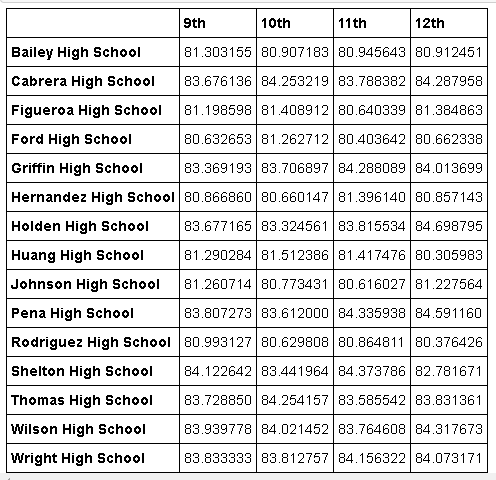 9th 10th 11th 12th
Bailey High School 81.303155 80.907183 80.945643 80.912451
Cabrera High School 83.676136 84.253219 83.788382 84.287958
Figueroa High School 81.198598 81.408912 80.640339 81.384863
Ford High School 80.632653 81.262712 80.403642 80.662338
Griffin High School 83.369193 83.706897 84.288089 84.013699
Hernandez High School 80.866860 80.660147 81.396140 80.857143
Holden High School 83.677165 83.324561 83.815534 84.698795
Huang High School 81.290284 81.512386 81.417476 80.305983
Johnson High School 81.260714 80.773431 80.616027 81.227564
Pena High School 83.807273 83.612000 84.335938 84.591160
Rodriguez High School 80.993127 80.629808 80.864811 80.376426
Shelton High School 84.122642 83.441964 84.373786 82.781671
Thomas High School 83.728850 84.254157 83.585542 83.831361
Wilson High School 83.939778 84.021452 83.764608 84.317673
Wright High School 83.833333 83.812757 84.156322 84.073171